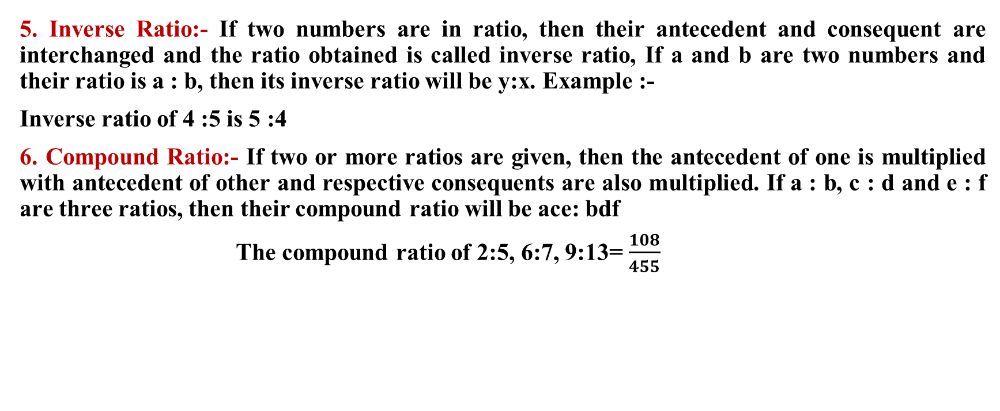 5. Inverse Ratio:- If two numbers are in ratio, then their antecedent and consequent are
interchanged and the ratio obtained is called inverse ratio, If a and b are two numbers and
their ratio is a : b, then its inverse ratio will be y:x. Example :-
Inverse ratio of 4 :5 is 5 :4
6. Compound Ratio:- If two or more ratios are given, then the antecedent of one is multiplied
with antecedent of other and respective consequents are also multiplied. If a : b, c : d and e : f
are three ratios, then their compound ratio will be ace: bdf
The compound ratio of 2:5, 6:7, 9:13= 108/455